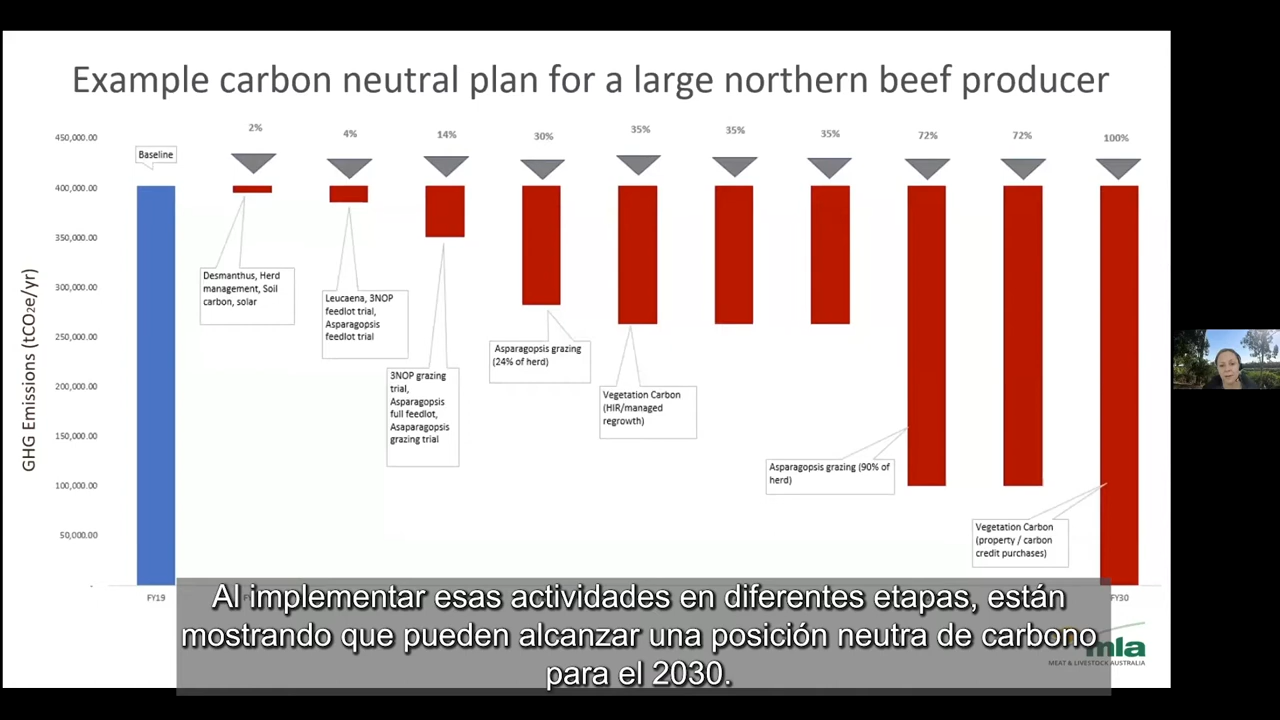 Example carbon neutral plan for a large northern beef producer
GHG Emissions (tCO2e/yr)
450,000.00
400,000.00
350,000.00
300,000.00
250,000.00
200,000.00
150,000.00
100,000.00
50,000.00
-
Baseline
2%
4%
14%
30%
35%
35%
35%
72%
72%
100%
Desmanthus, Herd
management, Soil
carbon, solar
Leucaena, 3NOP
feedlot trial,
Asparagopsis
feedlot trial
3NOP grazing
trial,
Asparagopsis
full feedlot,
Asaparagopsis
grazing trial
Asparagopsis grazing
(24% of herd)
Vegetation Carbon
(HIR/managed
regrowth)
Asparagopsis grazing (90% of
herd)
Vegetation Carbon
(property / carbon
credit purchases)
FY19
FY30
Al implementar esas actividades en diferentes etapas, están
mostrando que pueden alcanzar una posición neutra de carbono
para el 2030.
mla
MEAT & LIVESTOCK AUSTRALIA